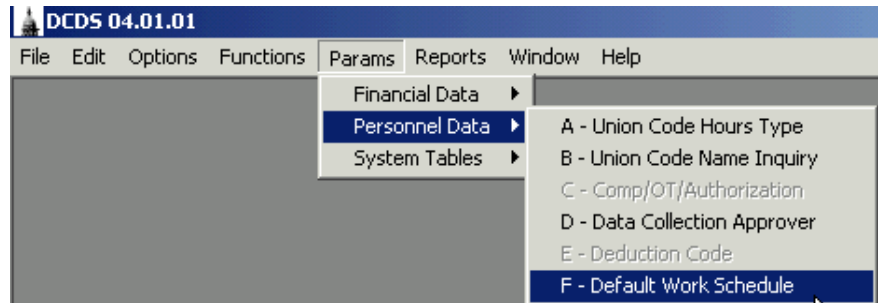 DCDS 04.01.01
File Edit Options Functions Params Reports Window Help
Financial Data
Personnel Data
System Tables
A - Union Code Hours Type
B - Union Code Name Inquiry
C - Comp/OT/Authorization
D - Data Collection Approver
E - Deduction Code
F - Default Work Schedule